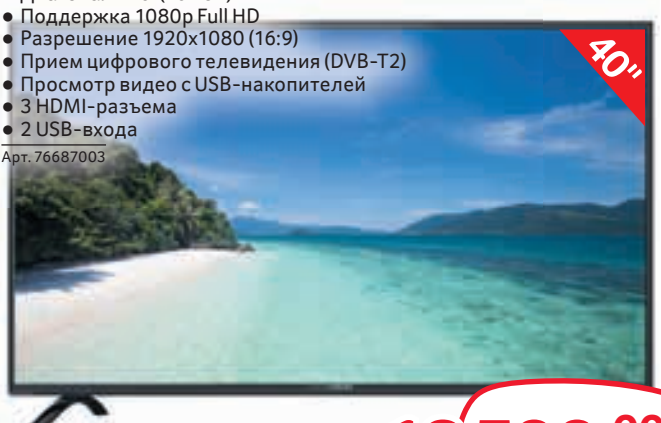 ● Поддержка 1080p Full HD
● Разрешение 1920x1080 (16:9)
● Прием цифрового телевидения (DVB-T2)
● Просмотр видео с USB-накопителей
● 3 HDMI-разъема
● 2 USB-входа
Арт. 76687003
40"